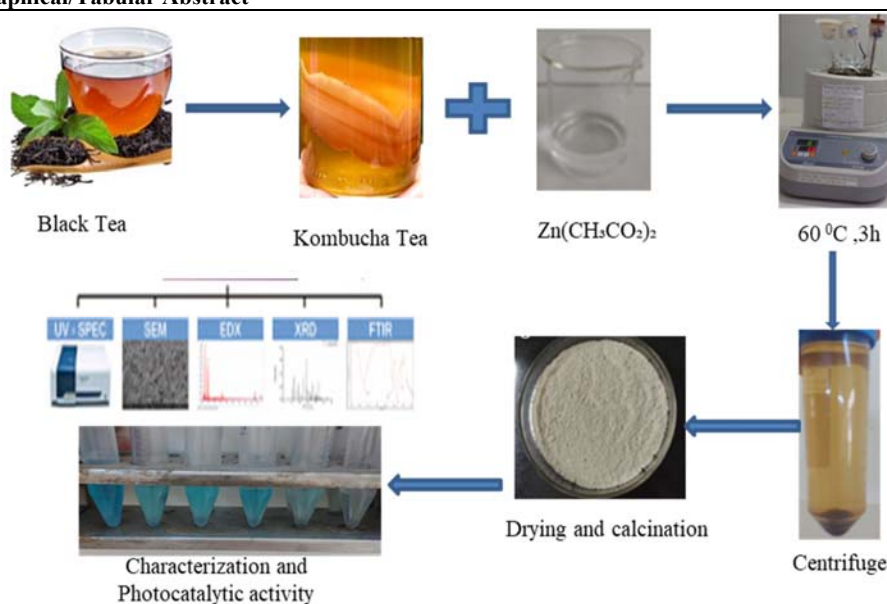 Graphical/Tabular Abstract
Black Tea
Kombucha Tea
Zn(CH₃CO₂)₂
60 ⁰C ,3h
UV - SPEC SEM EDX XRD FTIR
Drying and calcination
Centrifuge
Characterization and
Photocatalytic activity